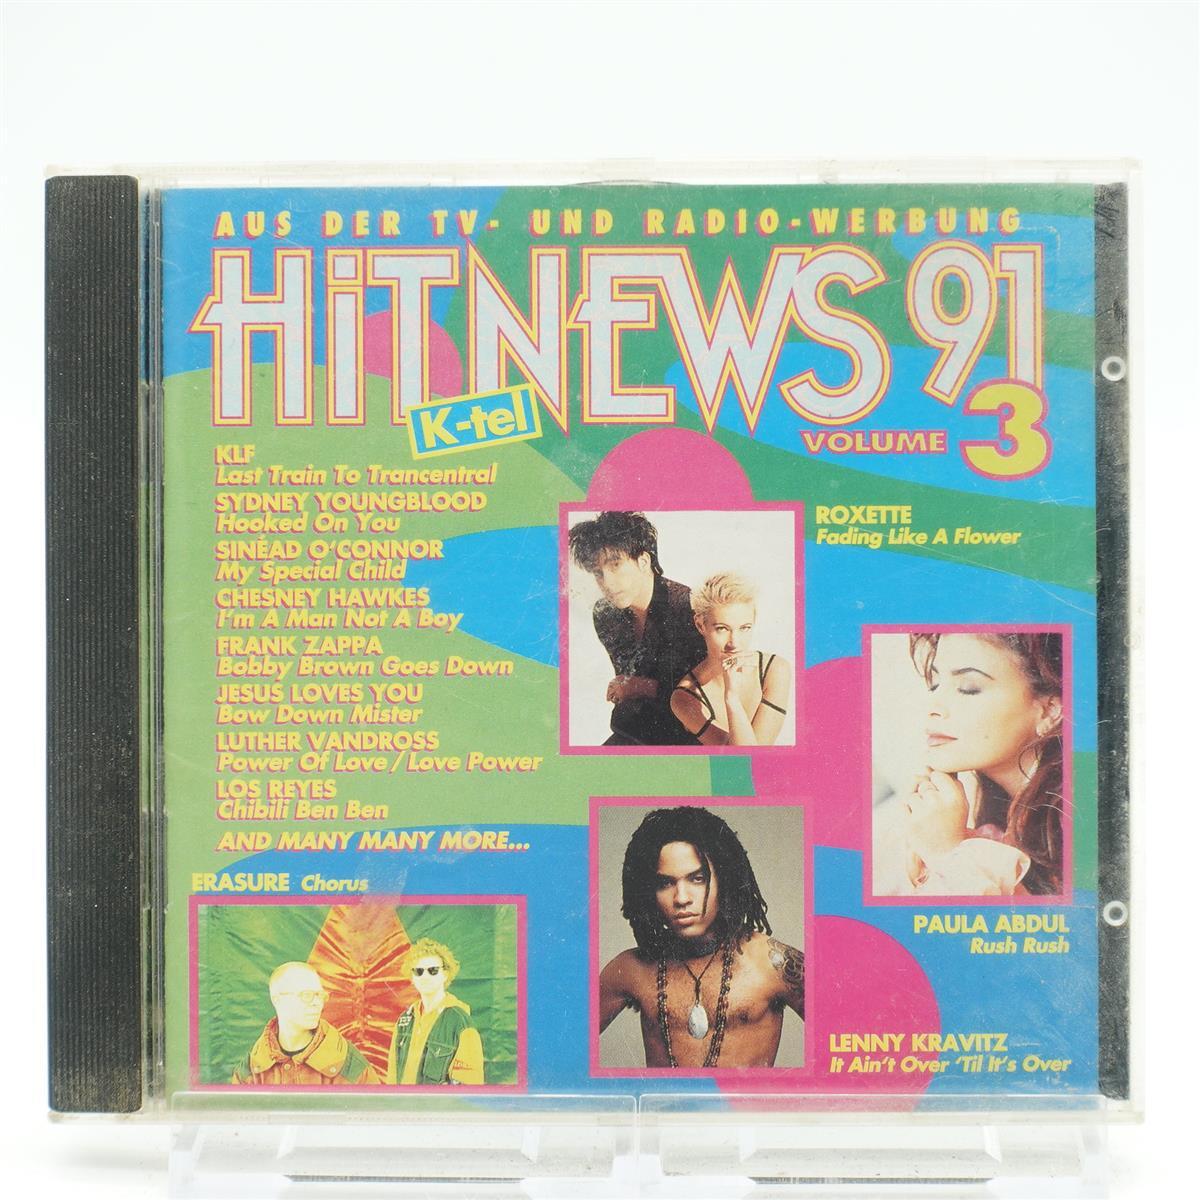 AUS DER TV- UND RADIO-WERBUNG
HiTNEWS 91
K-tel
VOLUME 3
KLF
Last Train To Trancentral
SYDNEY YOUNGBLOOD
Hooked On You
SINÉAD O'CONNOR
My Special Child
CHESNEY HAWKES
I'm A Man Not A Boy
FRANK ZAPPA
Bobby Brown Goes Down
JESUS LOVES YOU
Bow Down Mister
LUTHER VANDROSS
Power Of Love / Love Power
LOS REYES
Chibili Ben Ben
AND MANY MANY MORE...
ROXETTE
Fading Like A Flower
PAULA ABDUL
Rush Rush
ERASURE Chorus
LENNY KRAVITZ
It Ain't Over 'Til It's Over